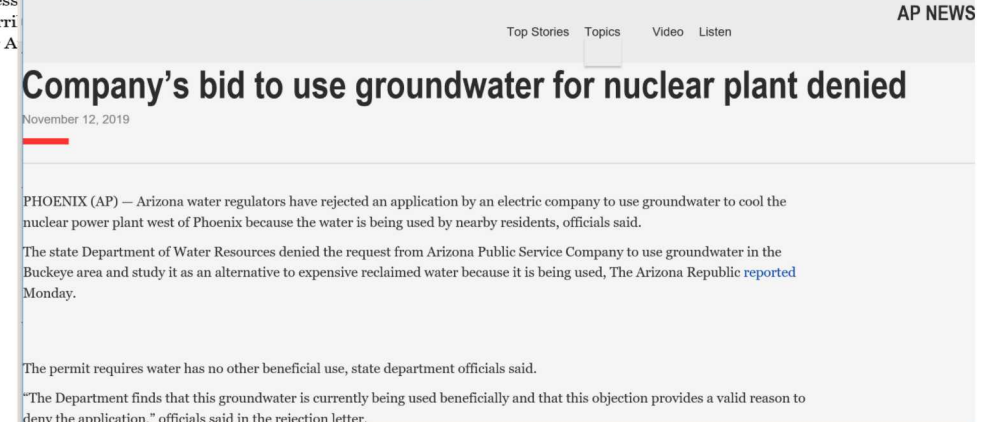 AP NEWS
Top Stories Topics Video Listen
Company’s bid to use groundwater for nuclear plant denied
November 12, 2019
PHOENIX (AP) — Arizona water regulators have rejected an application by an electric company to use groundwater to cool the
nuclear power plant west of Phoenix because the water is being used by nearby residents, officials said.
The state Department of Water Resources denied the request from Arizona Public Service Company to use groundwater in the
Buckeye area and study it as an alternative to expensive reclaimed water because it is being used, The Arizona Republic reported
Monday.
The permit requires water has no other beneficial use, state department officials said.
“The Department finds that this groundwater is currently being used beneficially and that this objection provides a valid reason to
deny the application,” officials said in the rejection letter.